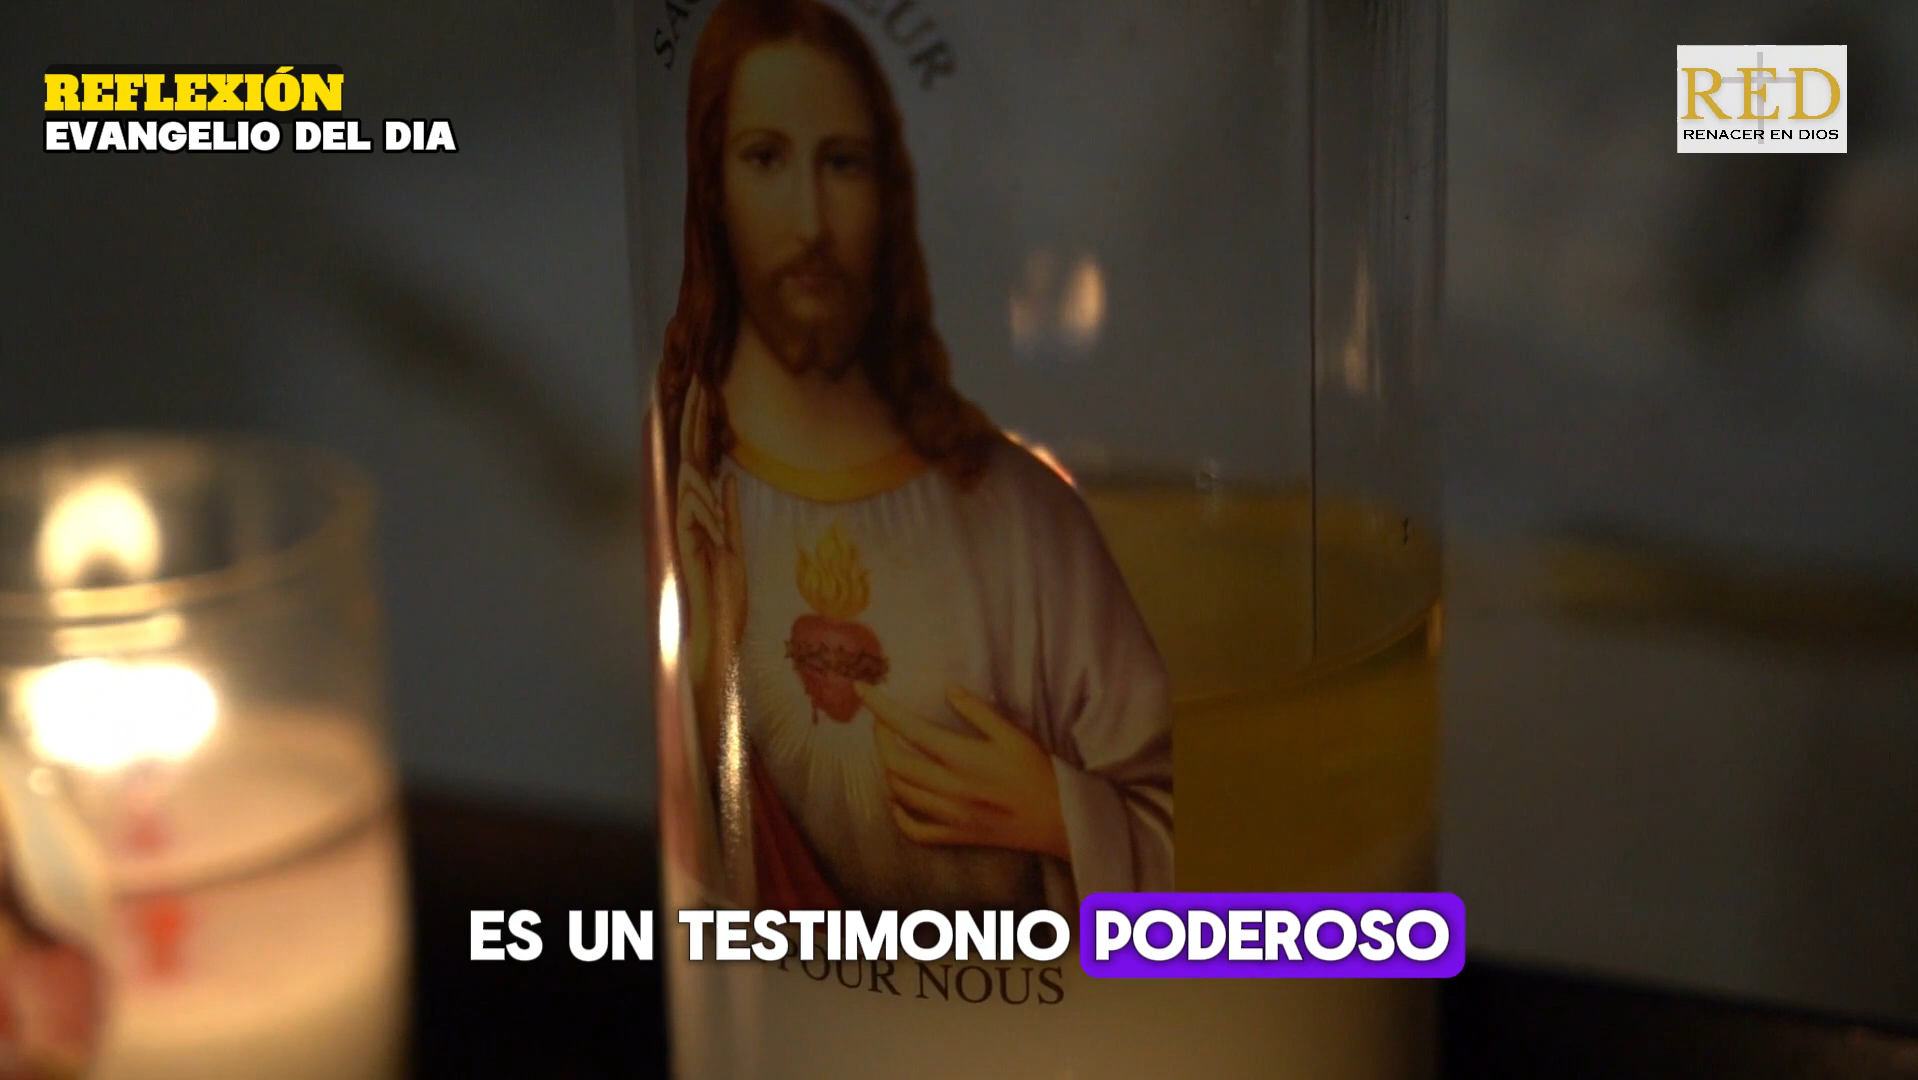 REFLEXIÓN
EVANGELIO DEL DIA
RED
RENACER EN DIOS
ES UN TESTIMONIO PODEROSO
POUR NOUS